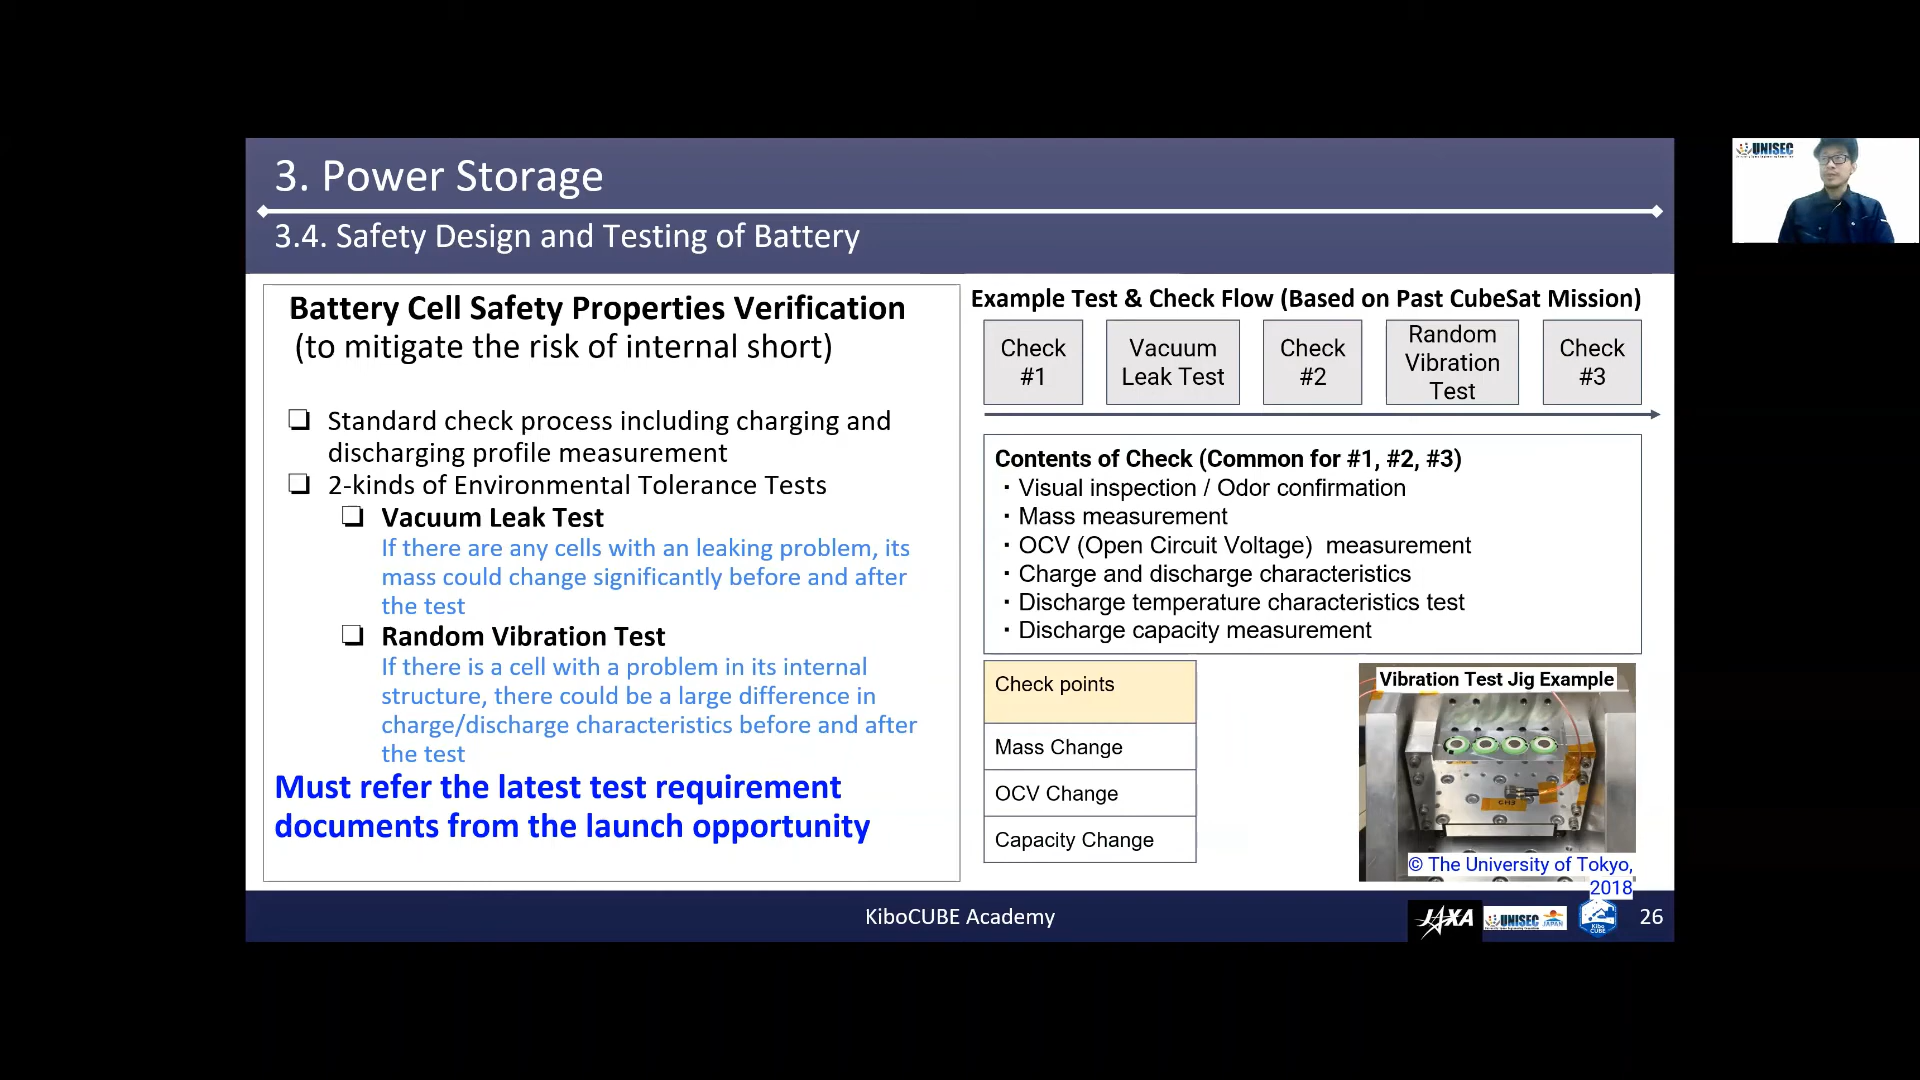 3. Power Storage
3.4. Safety Design and Testing of Battery
Battery Cell Safety Properties Verification
(to mitigate the risk of internal short)
❑ Standard check process including charging and
discharging profile measurement
❑ 2-kinds of Environmental Tolerance Tests
❑ Vacuum Leak Test
If there are any cells with an leaking problem, its
mass could change significantly before and after
the test
❑ Random Vibration Test
If there is a cell with a problem in its internal
structure, there could be a large difference in
charge/discharge characteristics before and after
the test
Must refer the latest test requirement
documents from the launch opportunity
Example Test & Check Flow (Based on Past CubeSat Mission)
Check
#1
Vacuum
Leak Test
Check
#2
Random
Vibration
Test
Check
#3
Contents of Check (Common for #1, #2, #3)
・Visual inspection / Odor confirmation
・Mass measurement
・OCV (Open Circuit Voltage) measurement
・Charge and discharge characteristics
・Discharge temperature characteristics test
・Discharge capacity measurement
Check points
Mass Change
OCV Change
Capacity Change
Vibration Test Jig Example
CH3
© The University of Tokyo,
2018
KiboCUBE Academy
JAXA
UNISEC
JAPAN
Kibo
CUBE
26
UNISEC